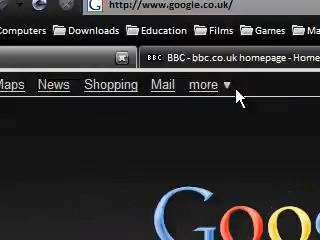 http://www.google.co.uk/
Computers Downloads Education Films Games Ma
BBC BBC - bbc.co.uk homepage - Home
Maps News Shopping Mail more ▼
Goo